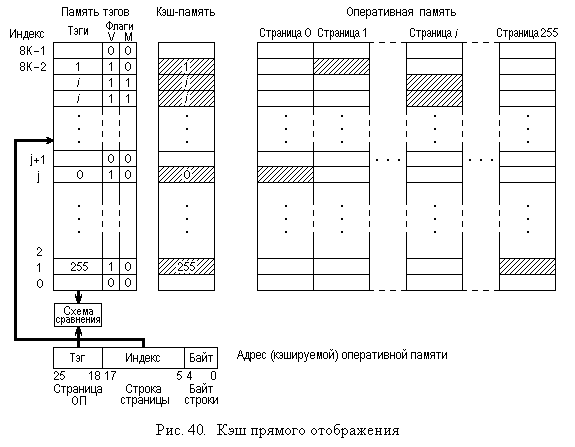 Память тэгов Кэш-память Оперативная память
Тэги Флаги
V M
Индекс Страница 0 Страница 1 Страница i Страница 255
8K-1 0 0
8K-2 1 1 0 1
i 1 1 i
i 1 1 i
j+1 0 0
j 0 1 0 0
2
1 255 1 0 255
0 0 0
Схема
сравнения
Тэг Индекс Байт Адрес (кэшируемой) оперативной памяти
25 18 17 5 4 0
Страница Строка Байт
ОП страницы строки
Рис. 40. Кэш прямого отображения